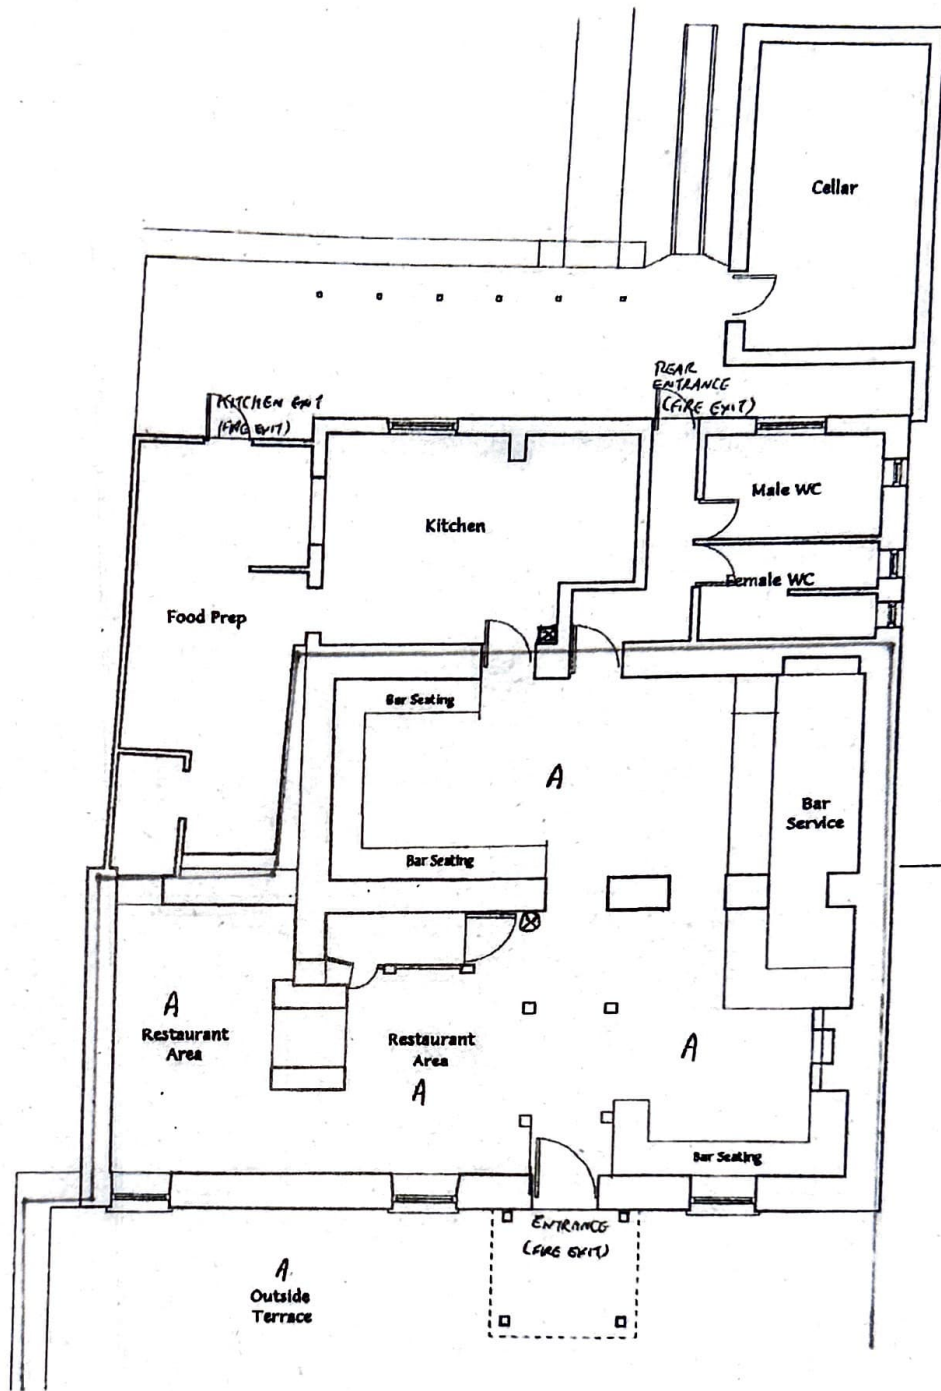 Cellar
REAR
ENTRANCE
(FIRE EXIT)
KITCHEN EXIT
(FIRE EXIT)
Male WC
Kitchen
Female WC
Food Prep
Bar Seating
A
Bar
Service
Bar Seating
A
Restaurant
Area
Restaurant
Area
A
A
Bar Seating
ENTRANCE
(FIRE EXIT)
A
Outside
Terrace